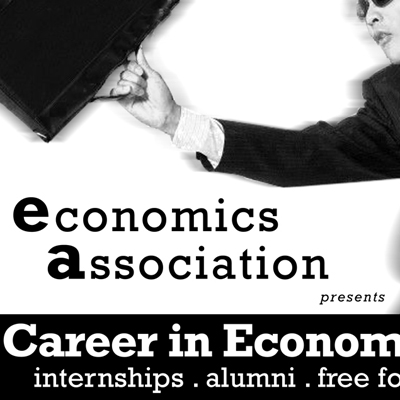 economics
association
presents
Career in Econom
internships . alumni . free fo